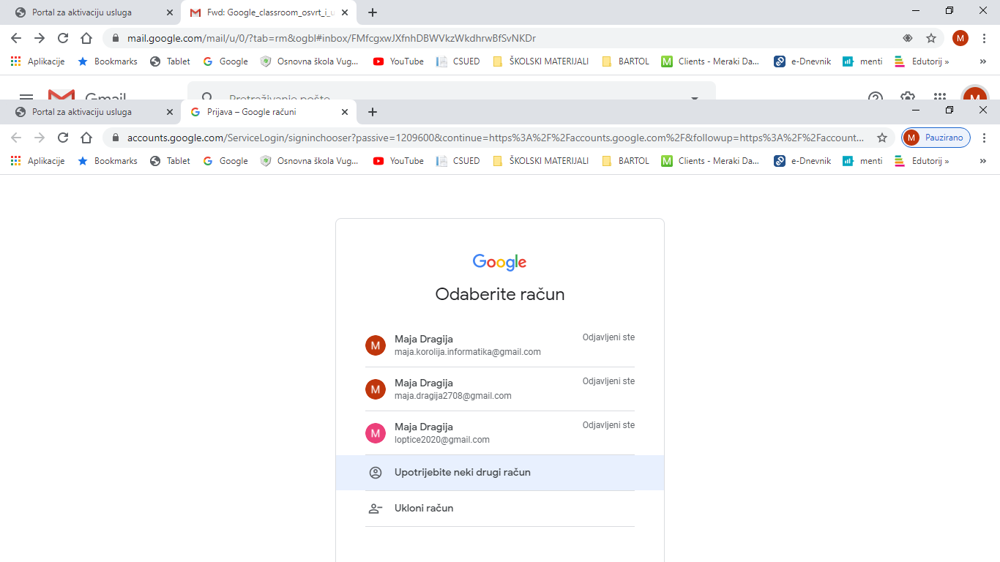 Portal za aktivaciju usluga
Fwd: Google_classroom_osvrt_i_u
mail.google.com/mail/u/0/?tab=rm&ogbl#inbox/FMfcgxwJXfnhDBWVkzWkdhrwBfSvNKDr
M
Aplikacije Bookmarks Tablet Google Osnovna škola Vug... YouTube CSUED ŠKOLSKI MATERIJALI BARTOL Clients - Meraki Da... e-Dnevnik menti Edutorij »
Gmail Pretraživanje pošte M
Portal za aktivaciju usluga
Prijava – Google računi
accounts.google.com/ServiceLogin/signinchooser?passive=1209600&continue=https%3A%2F%2Faccounts.google.com%2F&followup=https%3A%2F%2Faccount...
M Pauzirano
Aplikacije Bookmarks Tablet Google Osnovna škola Vug... YouTube CSUED ŠKOLSKI MATERIJALI BARTOL Clients - Meraki Da... e-Dnevnik menti Edutorij »
Google
Odaberite račun
M Maja Dragija Odjavljeni ste
maja.korolija.informatika@gmail.com
M Maja Dragija Odjavljeni ste
maja.dragija2708@gmail.com
M Maja Dragija Odjavljeni ste
loptice2020@gmail.com
Upotrijebite neki drugi račun
Ukloni račun